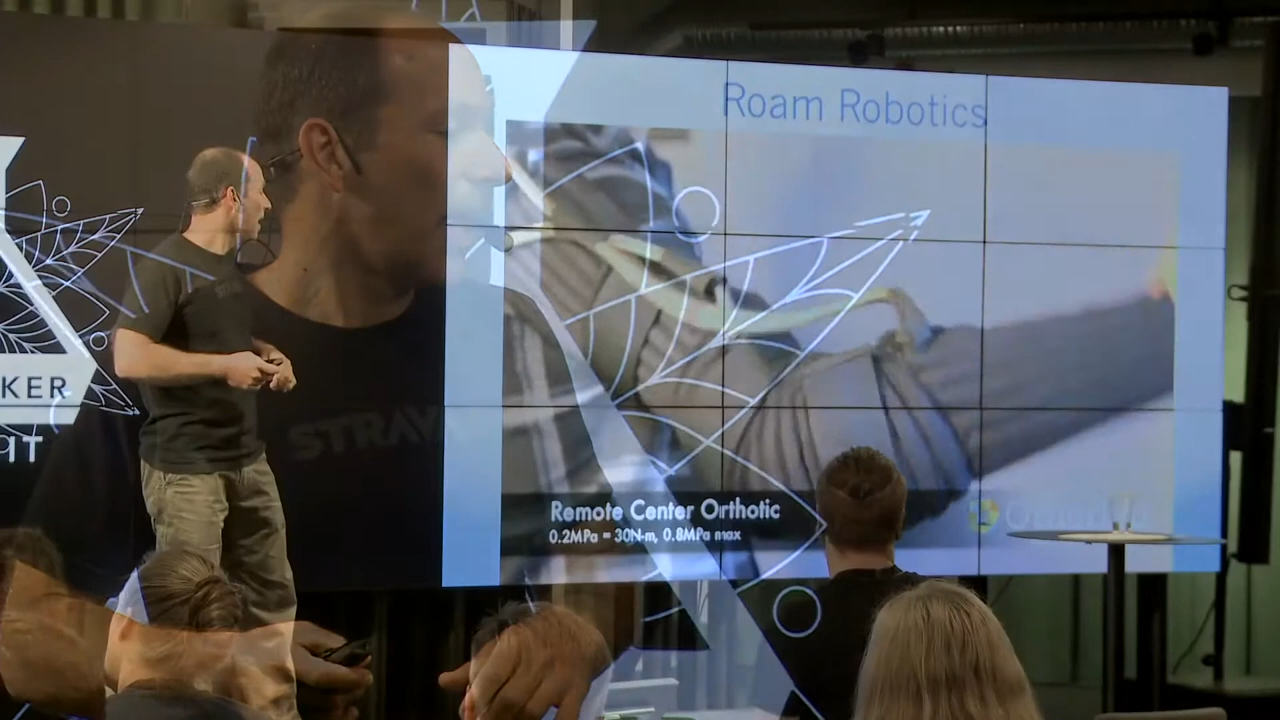 Roam Robotics
KER
STRAY
Remote Center Orthotic
0.2MPa = 30N-m, 0.8MPa max